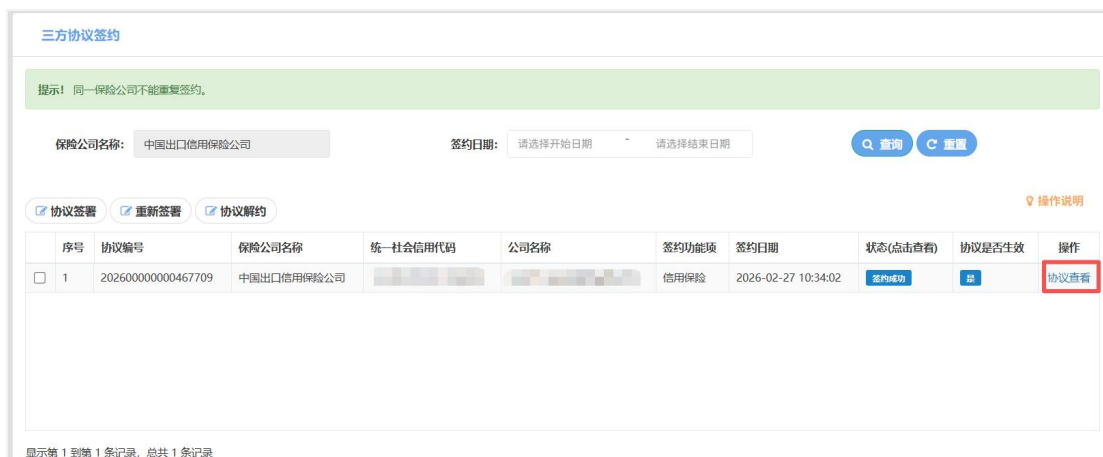 三方协议签约
提示！ 同一保险公司不能重复签约。
保险公司名称： 中国出口信用保险公司 签约日期： 请选择开始日期 ~ 请选择结束日期 查询 重置
操作说明
协议签署 重新签署 协议解约
序号 协议编号 保险公司名称 统一社会信用代码 公司名称 签约功能项 签约日期 状态(点击查看) 协议是否生效 操作
1 202600000000467709 中国出口信用保险公司 信用保险 2026-02-27 10:34:02 签约成功 是 协议查看
显示第 1 到第 1 条记录，总共 1 条记录